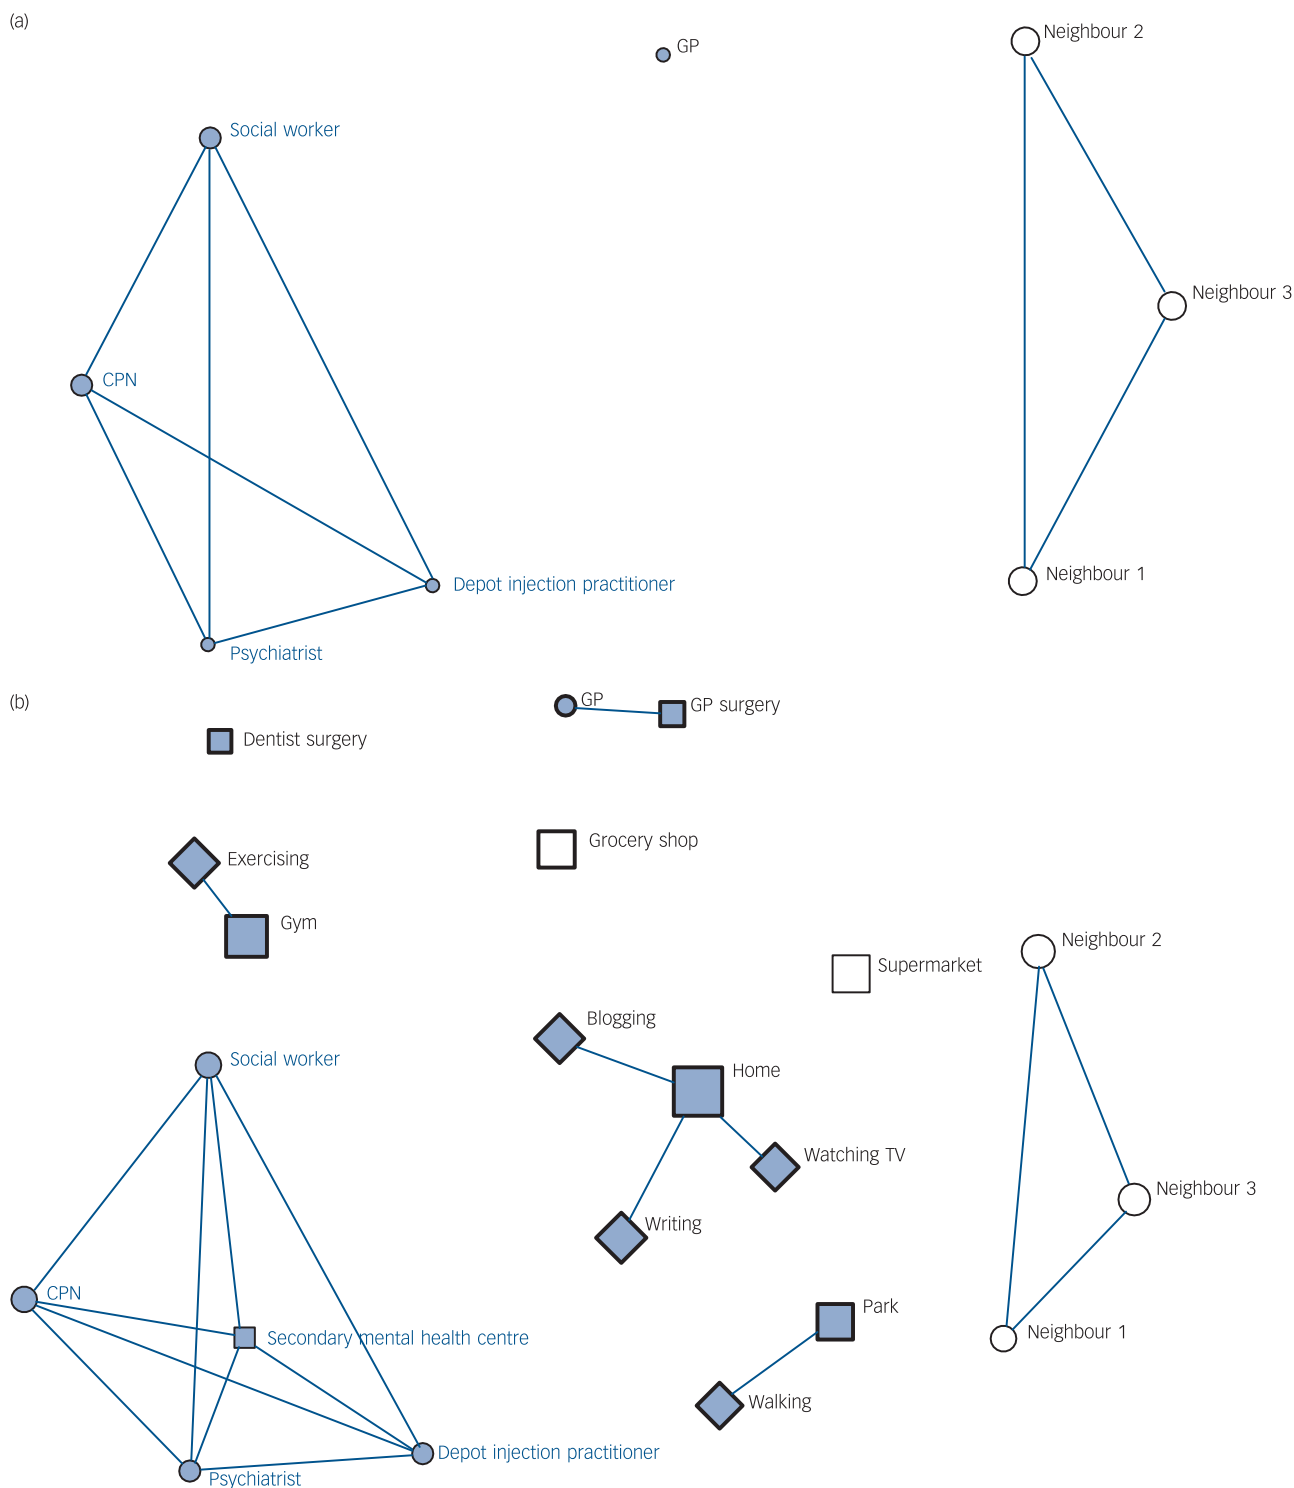 (a)
GP
Neighbour 2
Social worker
Neighbour 3
CPN
Neighbour 1
Depot injection practitioner
Psychiatrist
(b)
GP
GP surgery
Dentist surgery
Grocery shop
Exercising
Gym
Neighbour 2
Supermarket
Blogging
Social worker
Home
Watching TV
Neighbour 3
Writing
CPN
Park
Neighbour 1
Secondary mental health centre
Walking
Depot injection practitioner
Psychiatrist